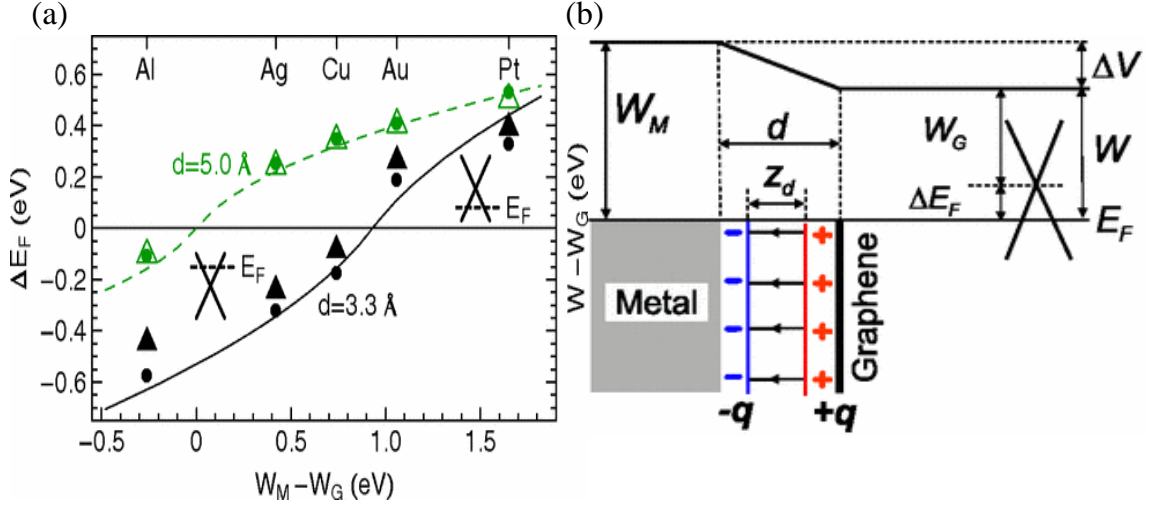 (a)
Al Ag Cu Au Pt
0.6
0.4
0.2
0
−0.2
−0.4
−0.6
ΔE_F (eV)
d=5.0 Å
E_F
E_F
d=3.3 Å
−0.5 0 0.5 1.0 1.5
W_M−W_G (eV)
(b)
ΔV
W_M
W_G
d
W
z_d
ΔE_F
E_F
W−W_G (eV)
Metal
Graphene
− +
− +
− +
− +
-q +q